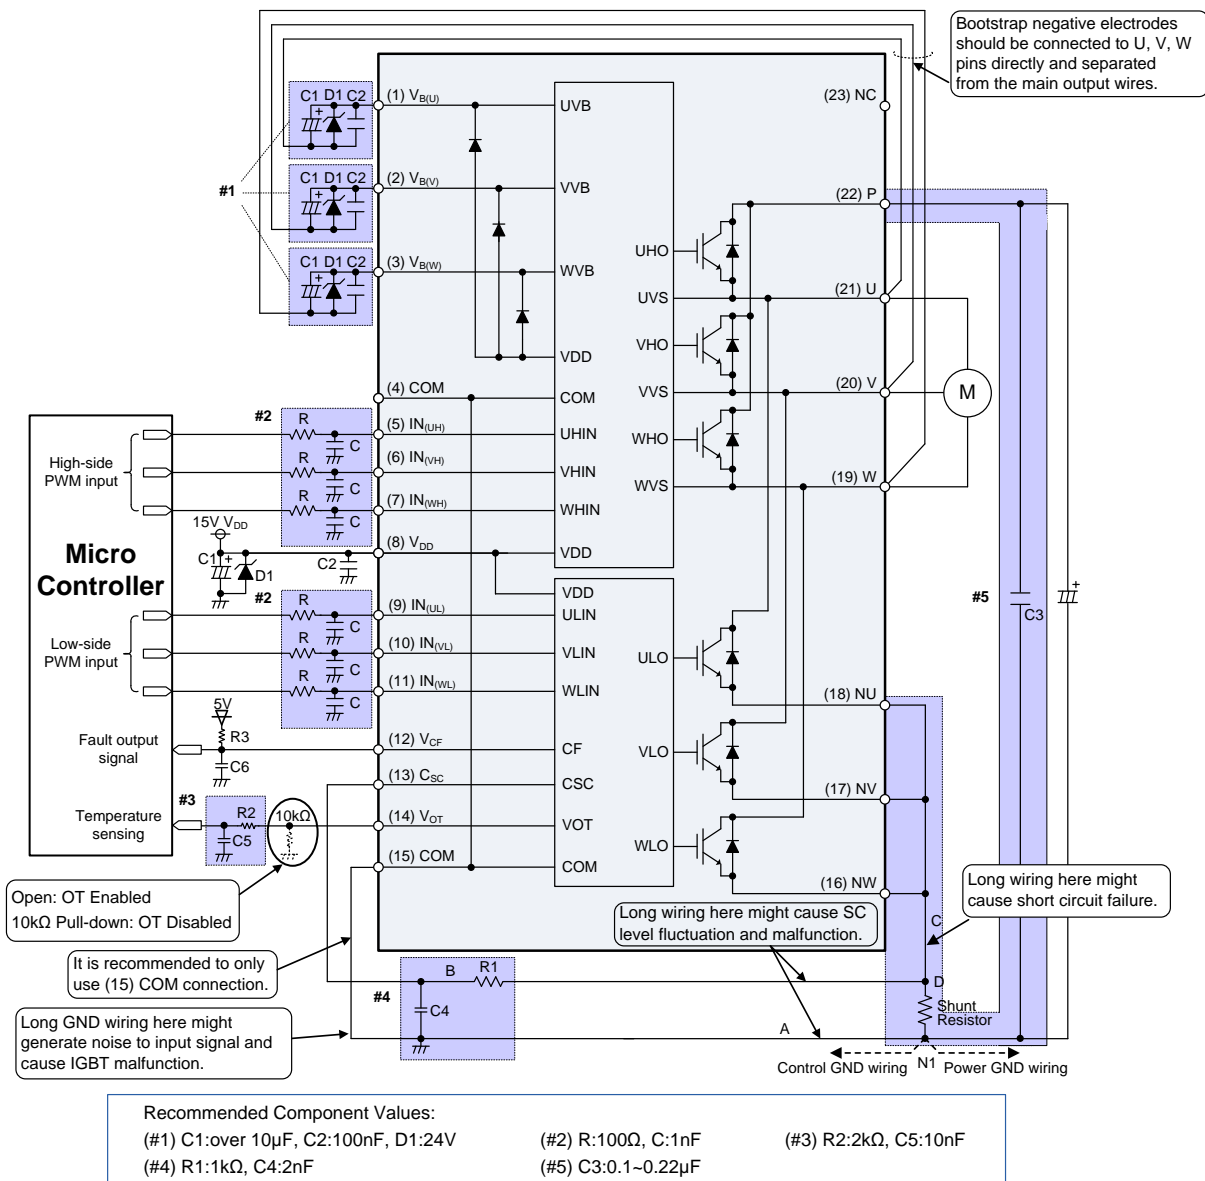 Bootstrap negative electrodes
should be connected to U, V, W
pins directly and separated
from the main output wires.
C1 D1 C2
+
(1) VB(U)
UVB
(23) NC
#1
C1 D1 C2
+
(2) VB(V)
VVB
(22) P
C1 D1 C2
+
(3) VB(W)
WVB
UHO
(21) U
UVS
VHO
VDD
(20) V
VVS
M
(4) COM
COM
WHO
(19) W
WVS
#2
R
C
(5) IN(UH)
UHIN
R
C
(6) IN(VH)
VHIN
R
C
(7) IN(WH)
WHIN
High-side
PWM input
Micro
Controller
15V VDD
C1
+
D1
C2
(8) VDD
VDD
VDD
#2
R
C
(9) IN(UL)
ULIN
R
C
(10) IN(VL)
VLIN
R
C
(11) IN(WL)
WLIN
Low-side
PWM input
#5
C3
+
ULO
(18) NU
5V
R3
Fault output
signal
C6
(12) VCF
CF
VLO
(13) CSC
CSC
(17) NV
#3
Temperature
sensing
R2
C5
10kΩ
(14) VOT
VOT
WLO
(15) COM
COM
(16) NW
Open: OT Enabled
10kΩ Pull-down: OT Disabled
Long wiring here might
cause short circuit failure.
Long wiring here might cause SC
level fluctuation and malfunction.
C
It is recommended to only
use (15) COM connection.
#4
B
R1
C4
D
Shunt
Resistor
Long GND wiring here might
generate noise to input signal and
cause IGBT malfunction.
A
Control GND wiring
N1
Power GND wiring
Recommended Component Values:
(#1) C1:over 10μF, C2:100nF, D1:24V (#2) R:100Ω, C:1nF (#3) R2:2kΩ, C5:10nF
(#4) R1:1kΩ, C4:2nF (#5) C3:0.1~0.22μF